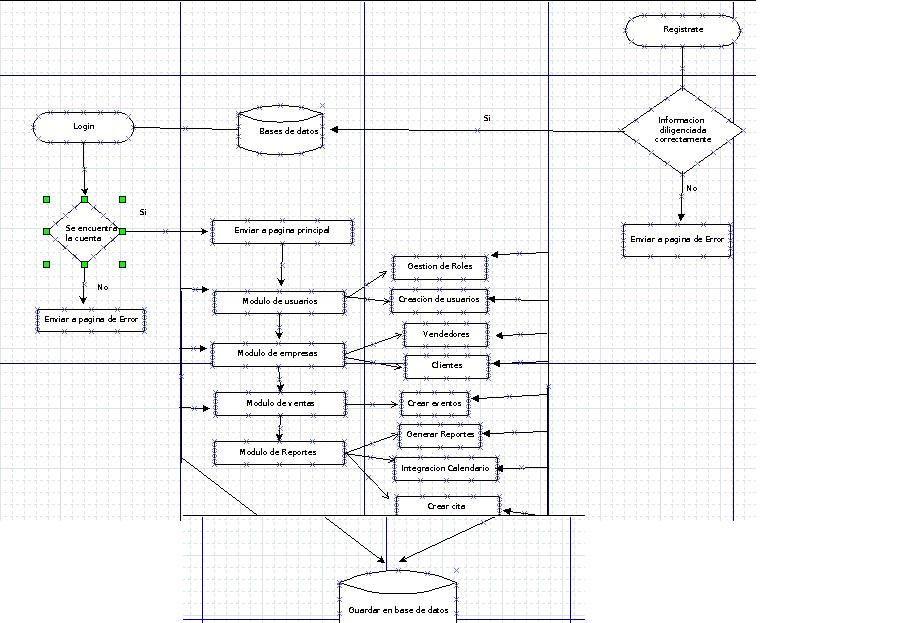 Registrate
Login
Bases de datos
Si
Informacion
diligenciada
correctamente
No
Si
Se encuentra
la cuenta
Enviar a pagina principal
Enviar a pagina de Error
Gestion de Roles
No
Modulo de usuarios
Creacion de usuarios
Enviar a pagina de Error
Vendedores
Modulo de empresas
Clientes
Modulo de ventas
Crear eventos
Generar Reportes
Modulo de Reportes
Integracion Calendario
Crear cita
Guardar en base de datos